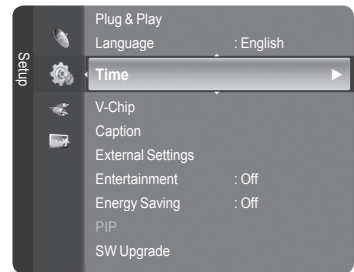 Setup
Plug & Play
Language : English
Time
V-Chip
Caption
External Settings
Entertainment : Off
Energy Saving : Off
PIP
SW Upgrade